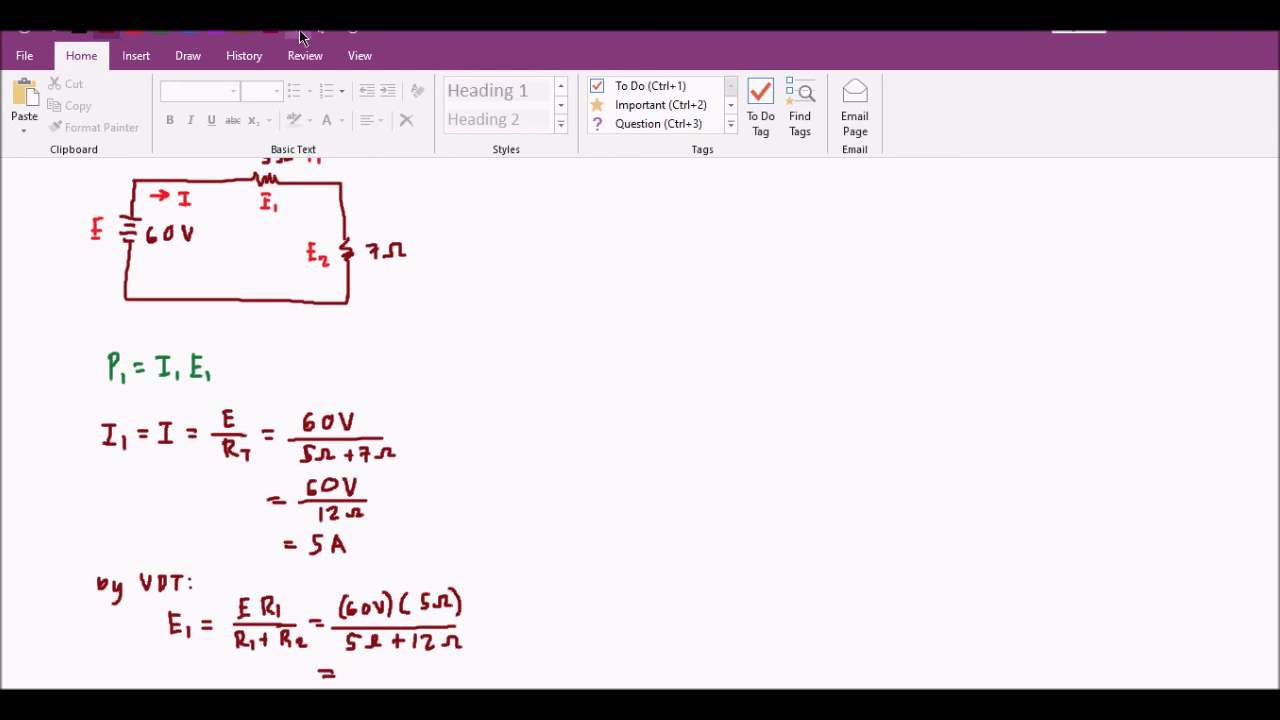 File Home Insert Draw History Review View
Cut
Copy
Format Painter
Paste
Clipboard
B I U abc x₂ A
Basic Text
Heading 1
Heading 2
Styles
To Do (Ctrl+1)
Important (Ctrl+2)
Question (Ctrl+3)
To Do Tag
Find Tags
Tags
Email Page
Email
→ I
E₁
E
60V
E₂
7Ω
P₁ = I₁ E₁
I₁ = I = E/R_T = 60V/(5Ω + 7Ω)
= 60V/12Ω
= 5A
by VDT:
E₁ = E R₁/(R₁ + R₂) = (60V)(5Ω)/(5Ω + 12Ω)
=